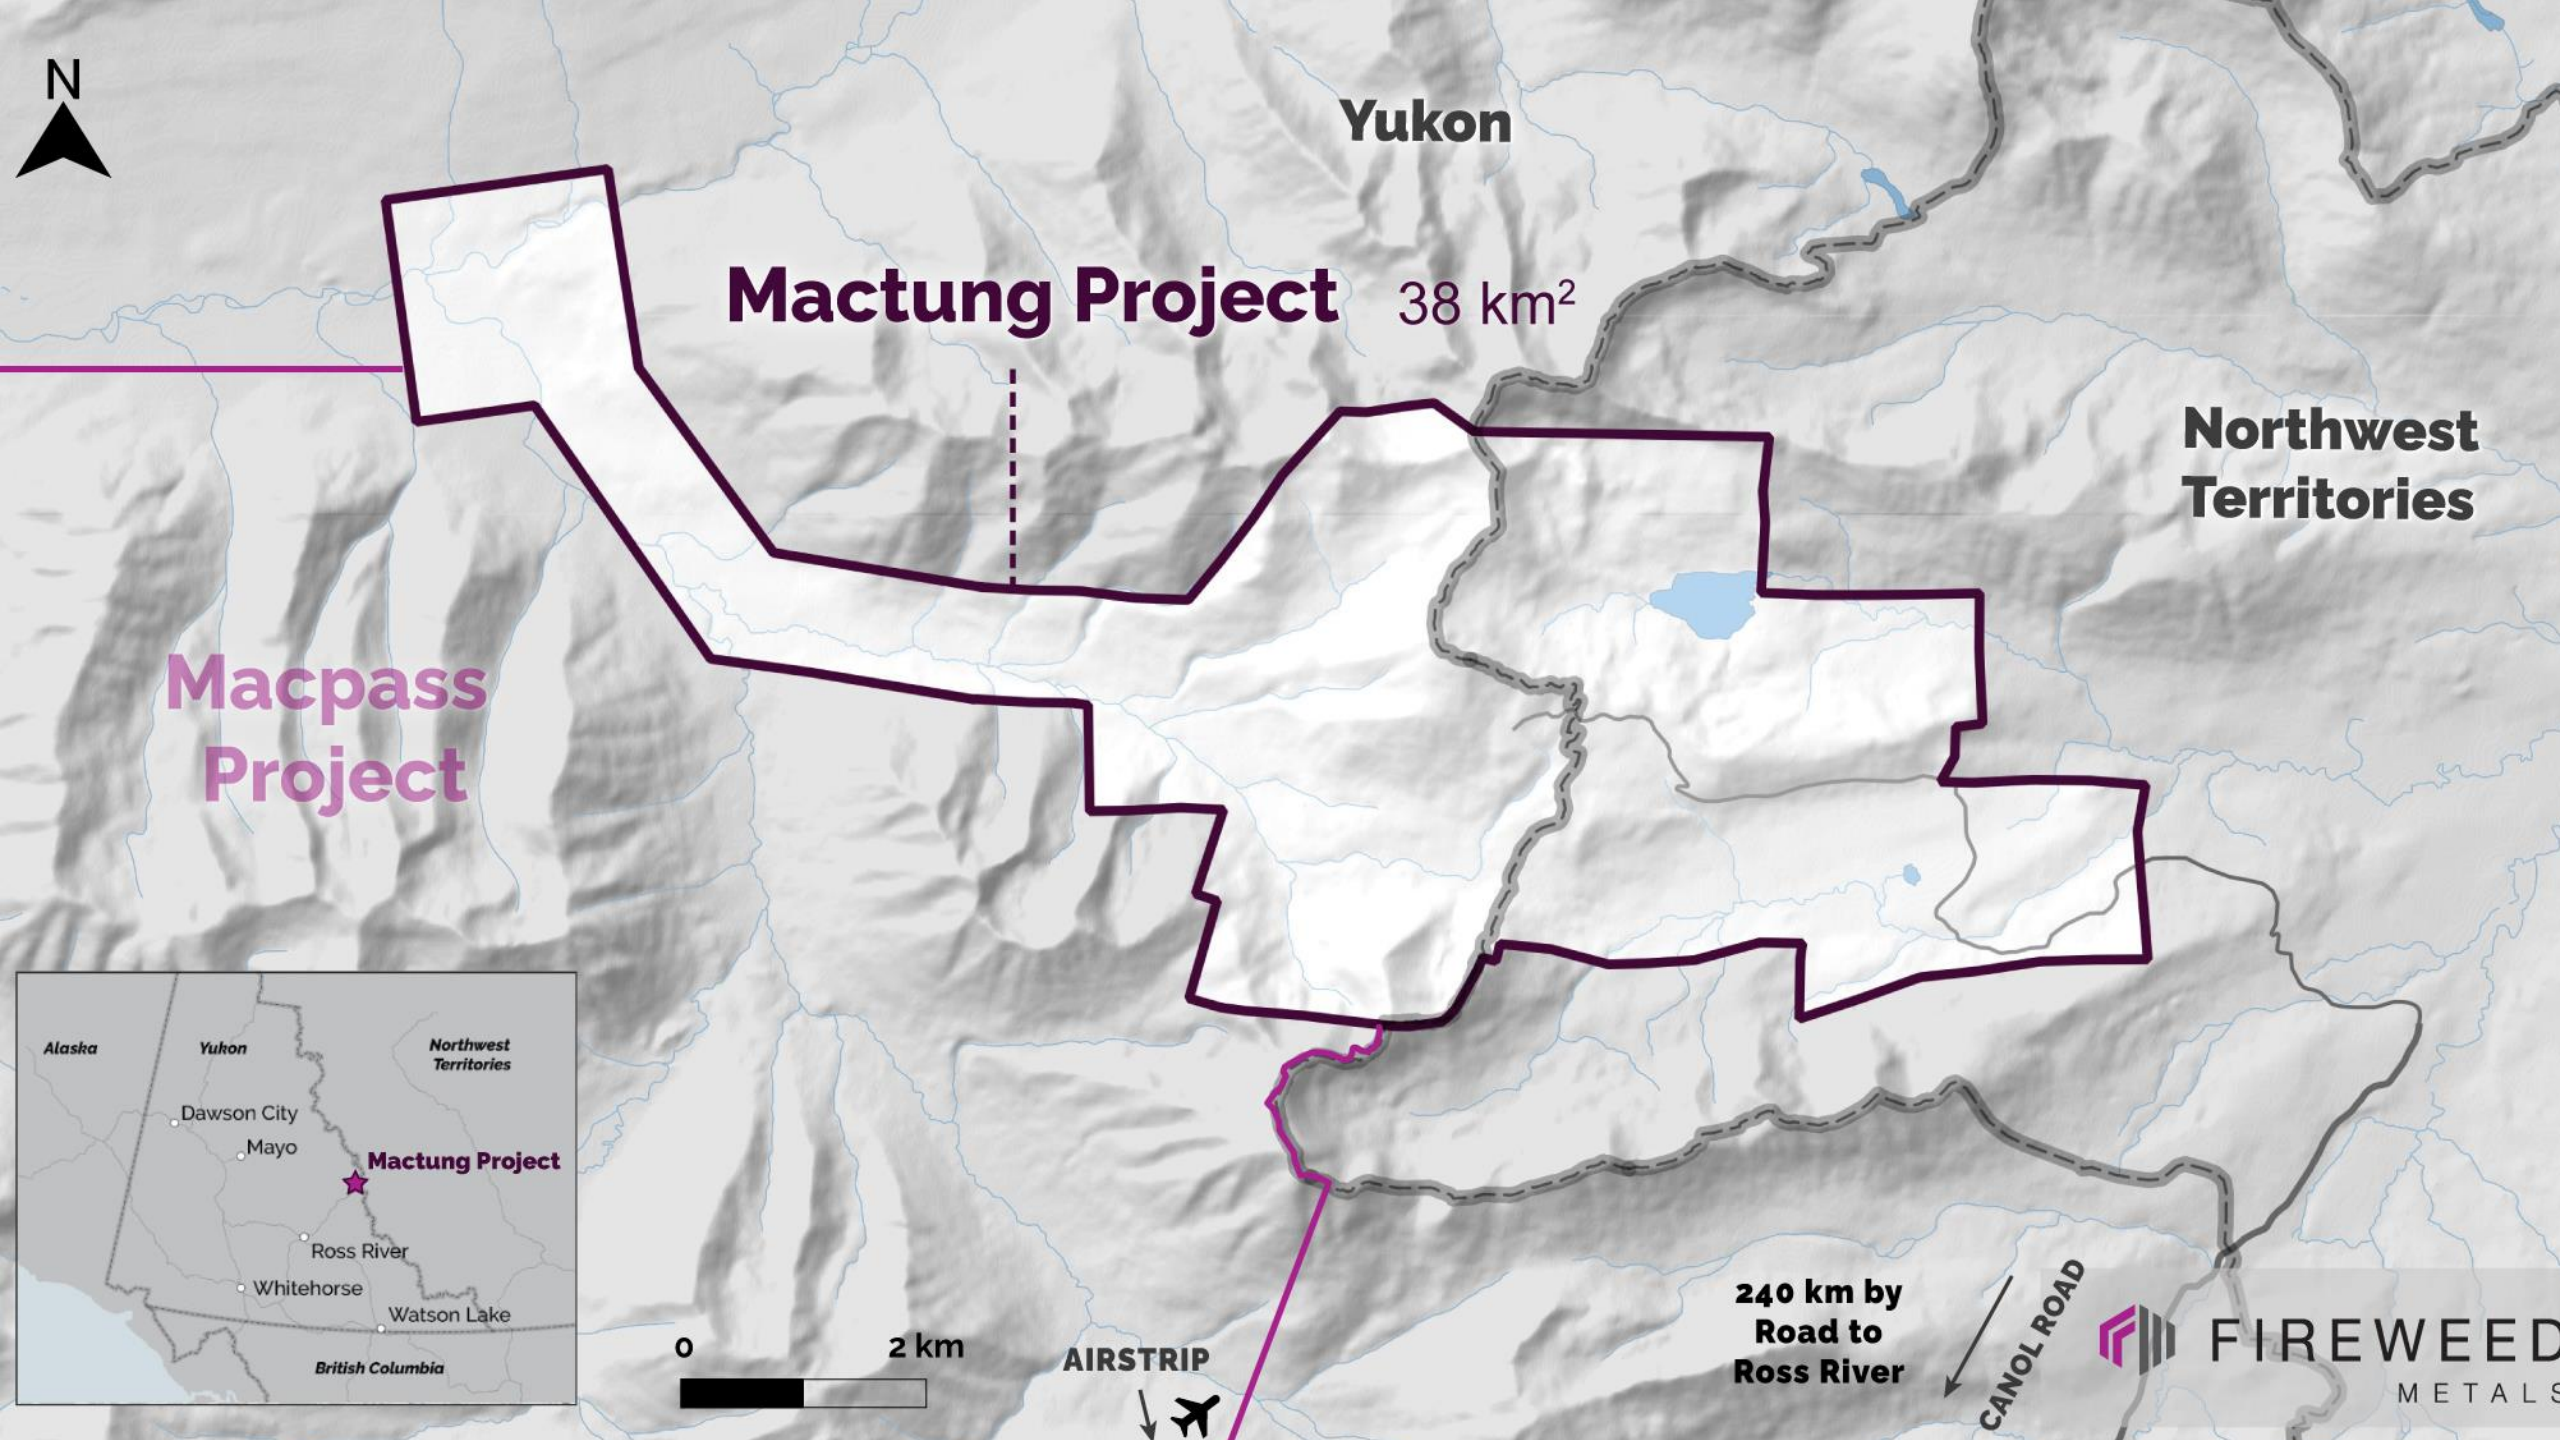 N
Yukon
Mactung Project 38 km²
Northwest
Territories
Macpass
Project
Alaska
Yukon
Northwest
Territories
Dawson City
Mayo
Mactung Project
Ross River
Whitehorse
Watson Lake
British Columbia
0 2 km
AIRSTRIP
240 km by
Road to
Ross River
CANOL ROAD
FIREWEED
METALS